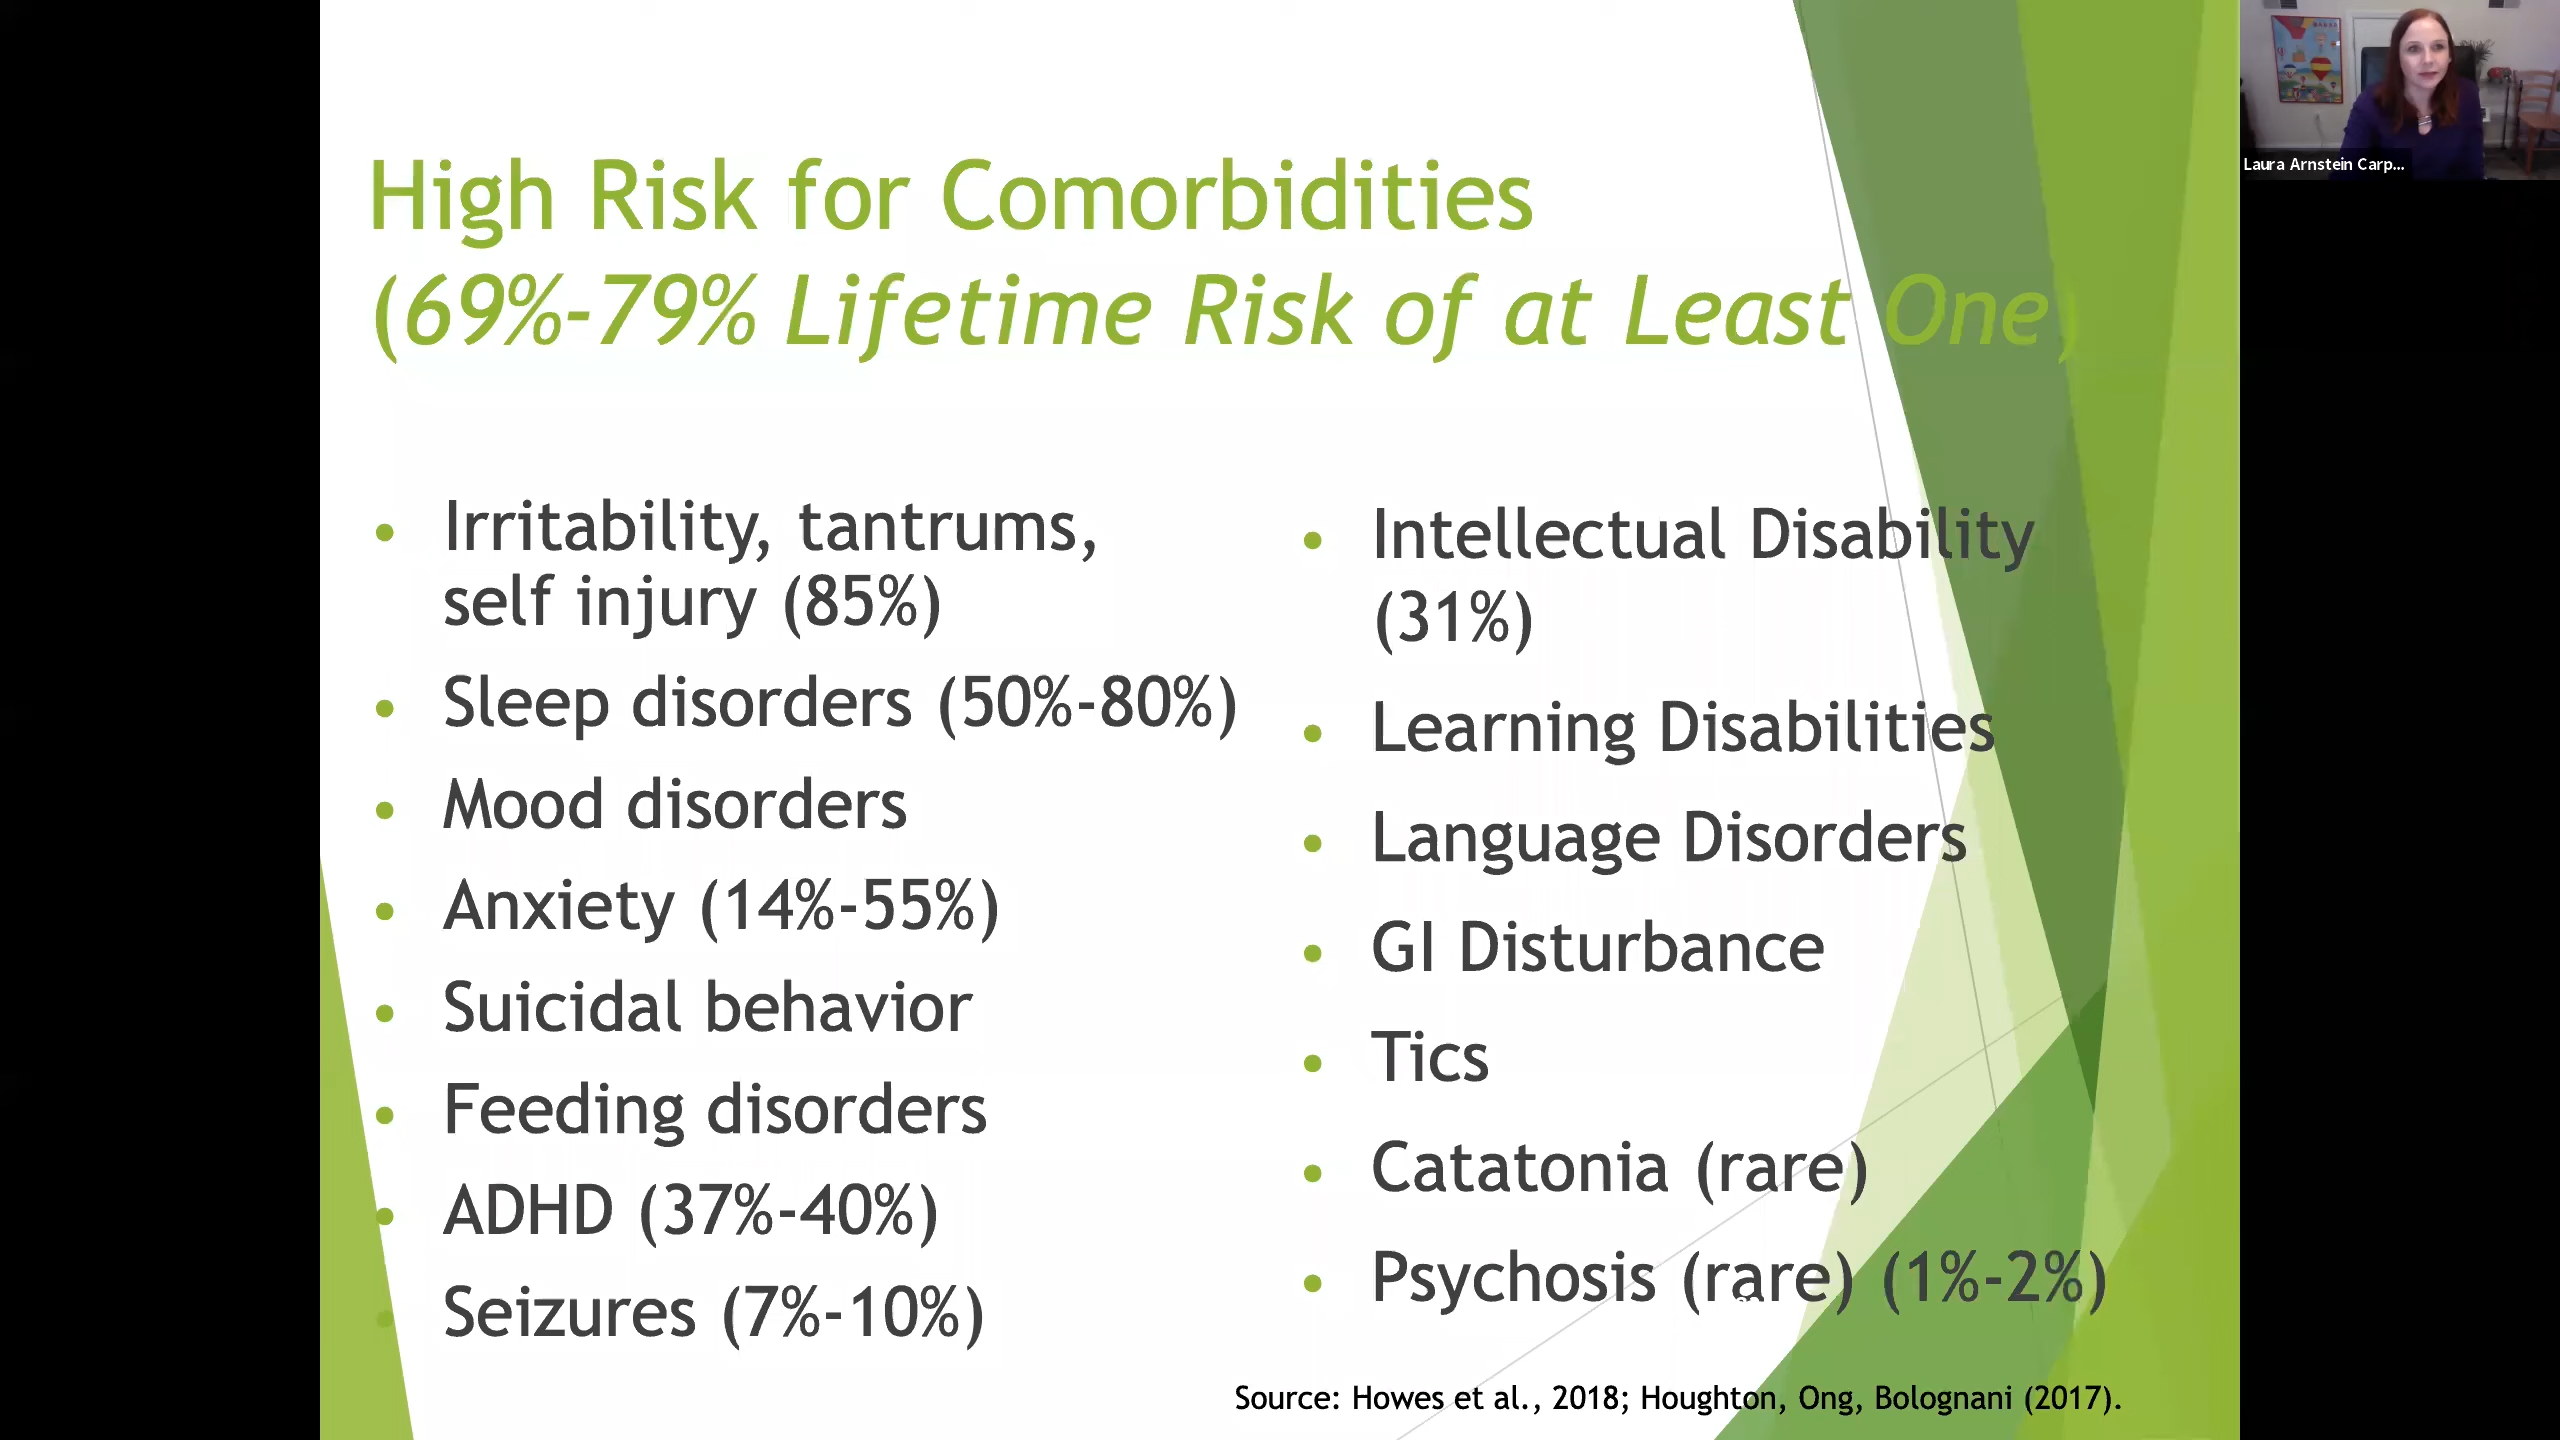 High Risk for Comorbidities
(69%-79% Lifetime Risk of at Least One)
• Irritability, tantrums,
self injury (85%)
• Sleep disorders (50%-80%)
• Mood disorders
• Anxiety (14%-55%)
• Suicidal behavior
• Feeding disorders
• ADHD (37%-40%)
• Seizures (7%-10%)
• Intellectual Disability
(31%)
• Learning Disabilities
• Language Disorders
• GI Disturbance
• Tics
• Catatonia (rare)
• Psychosis (rare) (1%-2%)
Source: Howes et al., 2018; Houghton, Ong, Bolognani (2017).
Laura Arnstein Carp...